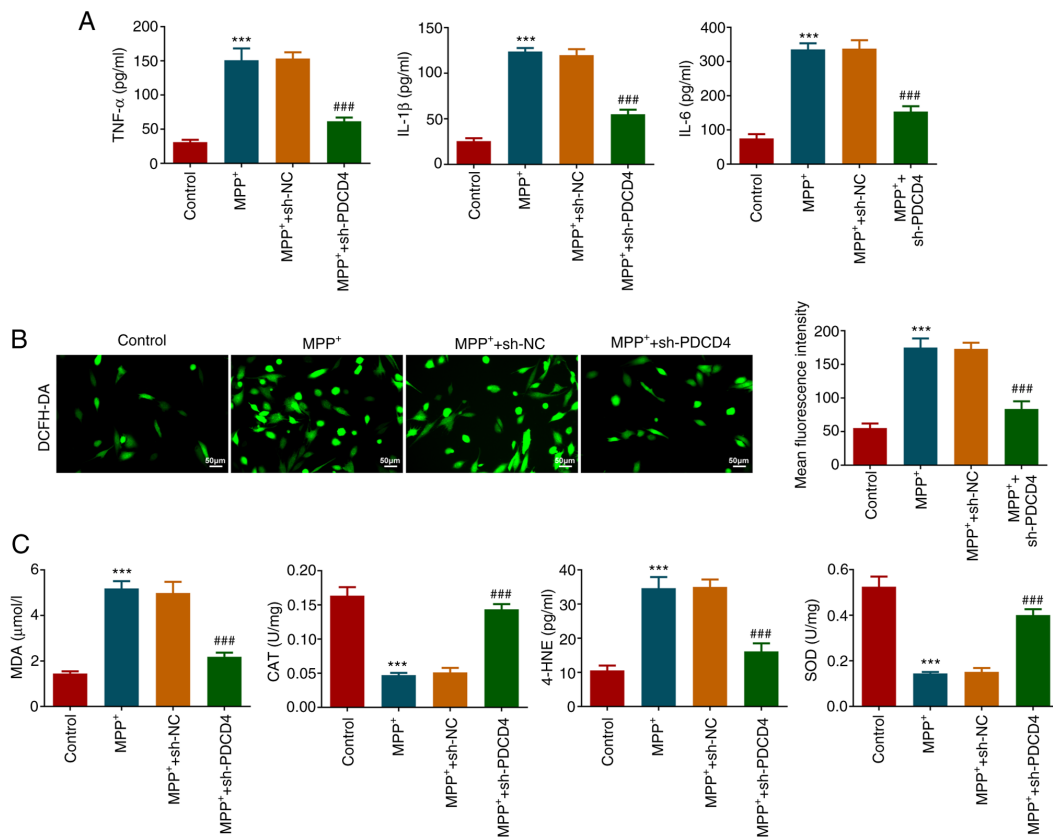 A
TNF-α (pg/ml)
200
150
100
50
0
***
###
Control
MPP⁺
MPP⁺+sh-NC
MPP⁺+sh-PDCD4
IL-1β (pg/ml)
150
100
50
0
***
###
Control
MPP⁺
MPP⁺+sh-NC
MPP⁺+sh-PDCD4
IL-6 (pg/ml)
400
300
200
100
0
***
###
Control
MPP⁺
MPP⁺+sh-NC
MPP⁺+
sh-PDCD4
B
DCFH-DA
Control
MPP⁺
MPP⁺+sh-NC
MPP⁺+sh-PDCD4
50μm
50μm
50μm
50μm
Mean fluorescence intensity
200
150
100
50
0
***
###
Control
MPP⁺
MPP⁺+sh-NC
MPP⁺+
sh-PDCD4
C
MDA (μmol/l)
6
4
2
0
***
###
Control
MPP⁺
MPP⁺+sh-NC
MPP⁺+sh-PDCD4
CAT (U/mg)
0.20
0.15
0.10
0.05
0.00
***
###
Control
MPP⁺
MPP⁺+sh-NC
MPP⁺+sh-PDCD4
4-HNE (pg/ml)
40
30
20
10
0
***
###
Control
MPP⁺
MPP⁺+sh-NC
MPP⁺+sh-PDCD4
SOD (U/mg)
0.6
0.4
0.2
0.0
***
###
Control
MPP⁺
MPP⁺+sh-NC
MPP⁺+sh-PDCD4